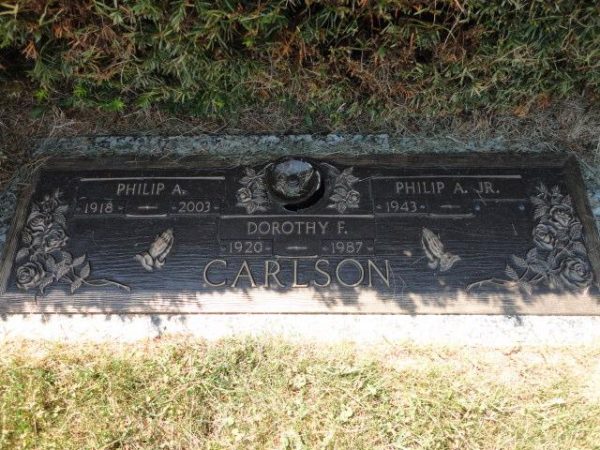 PHILIP A.
1918 - 2003
DOROTHY F.
1920 - 1987
PHILIP A. JR.
1943 -
CARLSON